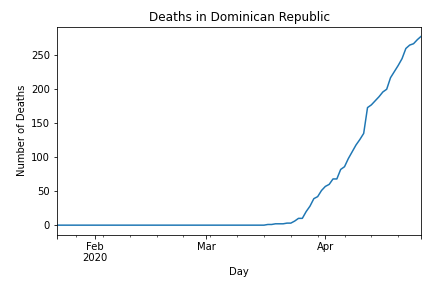 Deaths in Dominican Republic
Number of Deaths
250
200
150
100
50
0
Feb
2020
Mar
Apr
Day